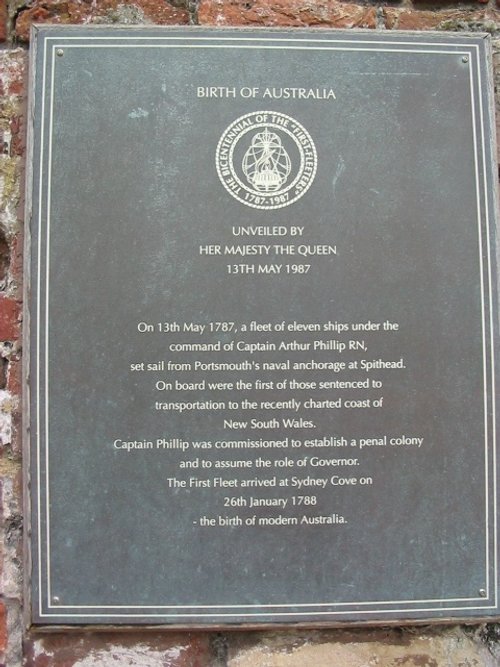 BIRTH OF AUSTRALIA
THE BICENTENNIAL OF THE "FIRST-FLEETERS"
1787-1987
UNVEILED BY
HER MAJESTY THE QUEEN
13TH MAY 1987
On 13th May 1787, a fleet of eleven ships under the
command of Captain Arthur Phillip RN,
set sail from Portsmouth's naval anchorage at Spithead.
On board were the first of those sentenced to
transportation to the recently charted coast of
New South Wales.
Captain Phillip was commissioned to establish a penal colony
and to assume the role of Governor.
The First Fleet arrived at Sydney Cove on
26th January 1788
- the birth of modern Australia.